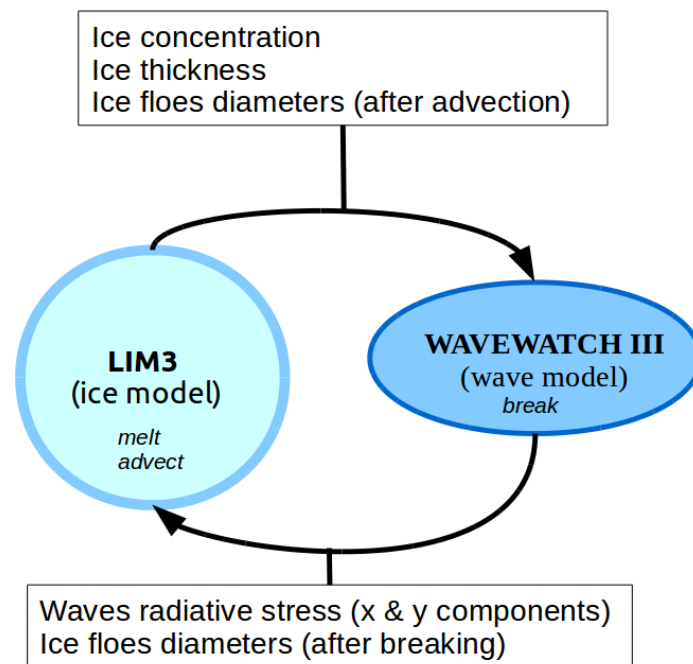 Ice concentration
Ice thickness
Ice floes diameters (after advection)
LIM3
(ice model)
melt
advect
WAVEWATCH III
(wave model)
break
Waves radiative stress (x & y components)
Ice floes diameters (after breaking)